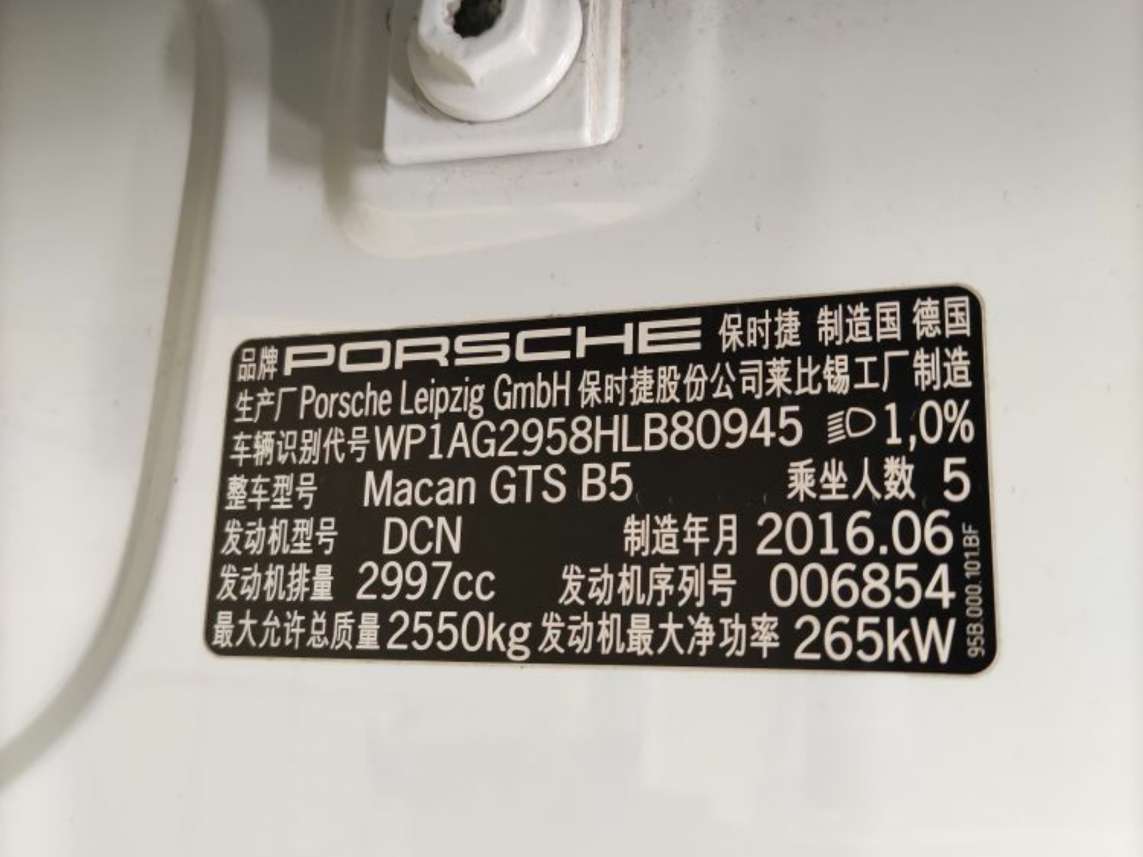 品牌 PORSCHE 保时捷 制造国 德国
生产厂 Porsche Leipzig GmbH 保时捷股份公司莱比锡工厂制造
车辆识别代号 WP1AG2958HLB80945 1,0%
整车型号 Macan GTS B5 乘坐人数 5
发动机型号 DCN 制造年月 2016.06
发动机排量 2997cc 发动机序列号 006854
最大允许总质量 2550kg 发动机最大净功率 265kW
95B.000.101.BF